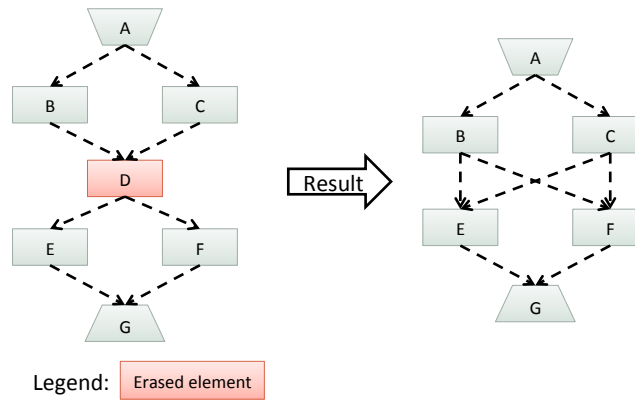 A
B C
D
E F
G
Result
A
B C
E F
G
Legend: Erased element